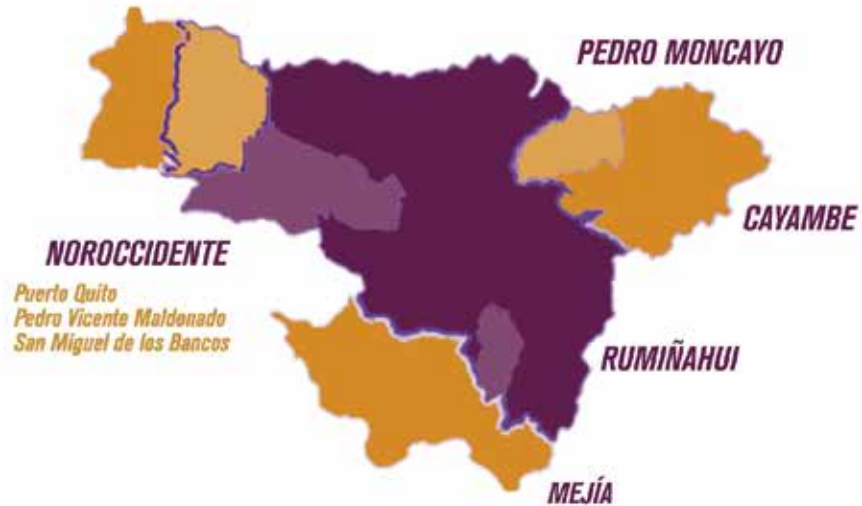 PEDRO MONCAYO
CAYAMBE
NOROCCIDENTE
Puerto Quito
Pedro Vicente Maldonado
San Miguel de los Bancos
RUMIÑAHUI
MEJÍA